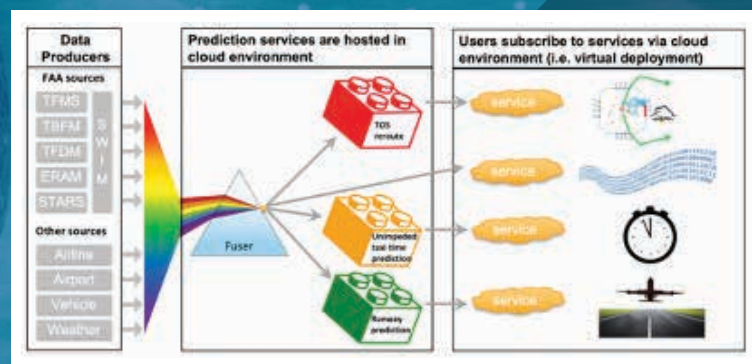 Data
Producers
FAA sources
TFMS
TBFM
TFDM
ERAM
STARS
SWIM
Other sources
Airline
Airport
Vehicle
Weather
Prediction services are hosted in
cloud environment
Fuser
TOS
reroute
Unimpeded
taxi time
prediction
Runway
prediction
Users subscribe to services via cloud
environment (i.e. virtual deployment)
service
service
service
service